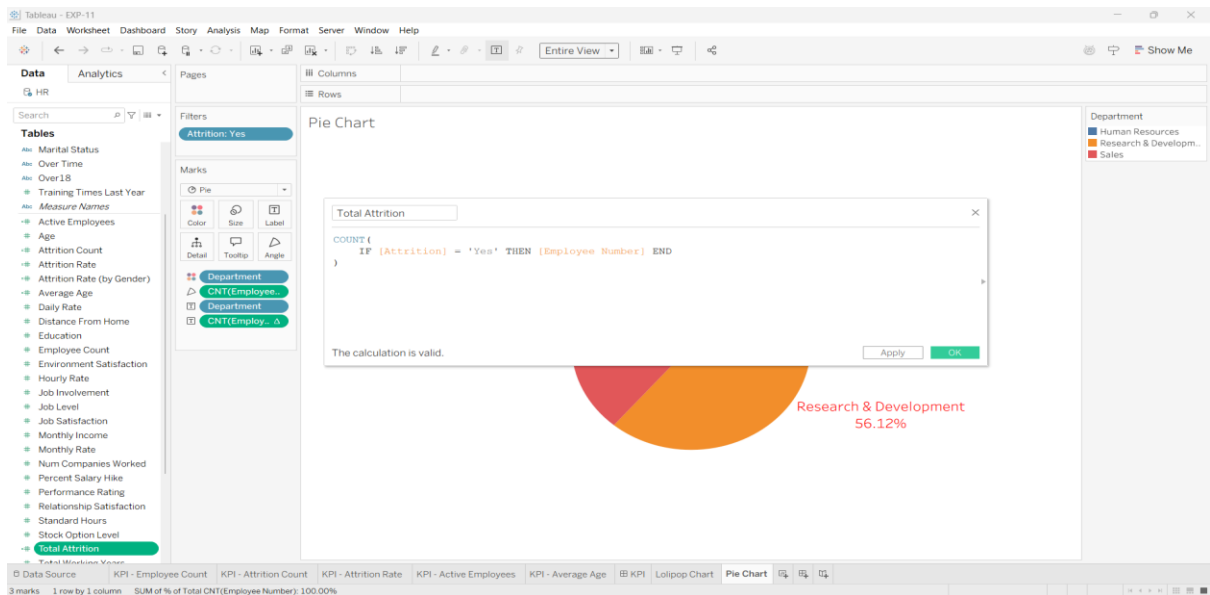 Tableau - EXP-11
File Data Worksheet Dashboard Story Analysis Map Format Server Window Help
Entire View
Show Me
Data Analytics
HR
Search
Tables
Abc Marital Status
Abc Over Time
Abc Over18
# Training Times Last Year
Abc Measure Names
=# Active Employees
# Age
=# Attrition Count
=# Attrition Rate
=# Attrition Rate (by Gender)
=# Average Age
# Daily Rate
# Distance From Home
# Education
# Employee Count
# Environment Satisfaction
# Hourly Rate
# Job Involvement
# Job Level
# Job Satisfaction
# Monthly Income
# Monthly Rate
# Num Companies Worked
# Percent Salary Hike
# Performance Rating
# Relationship Satisfaction
# Standard Hours
# Stock Option Level
=# Total Attrition
# Total Working Years
Pages
Filters
Attrition: Yes
Marks
Pie
Color Size Label
Detail Tooltip Angle
Department
CNT(Employee..
Department
CNT(Employ.. Δ
Columns
Rows
Pie Chart
Total Attrition
COUNT(
IF [Attrition] = 'Yes' THEN [Employee Number] END
)
The calculation is valid.
Apply OK
Research & Development
56.12%
Department
Human Resources
Research & Developm..
Sales
Data Source KPI - Employee Count KPI - Attrition Count KPI - Attrition Rate KPI - Active Employees KPI - Average Age KPI Lolipop Chart Pie Chart
3 marks 1 row by 1 column SUM of % of Total CNT(Employee Number): 100.00%